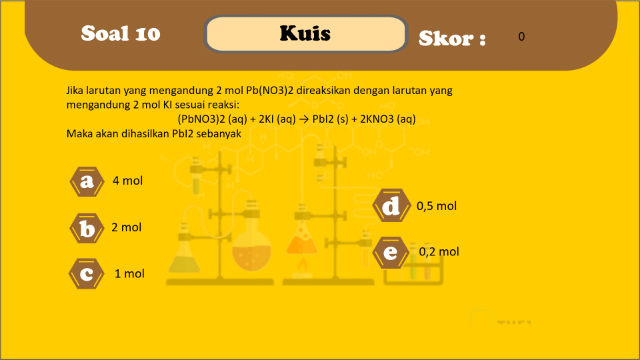 Soal 10
Kuis
Skor :
0
Jika larutan yang mengandung 2 mol Pb(NO3)2 direaksikan dengan larutan yang
mengandung 2 mol KI sesuai reaksi:
(PbNO3)2 (aq) + 2KI (aq) → PbI2 (s) + 2KNO3 (aq)
Maka akan dihasilkan PbI2 sebanyak
a 4 mol
b 2 mol
c 1 mol
d 0,5 mol
e 0,2 mol